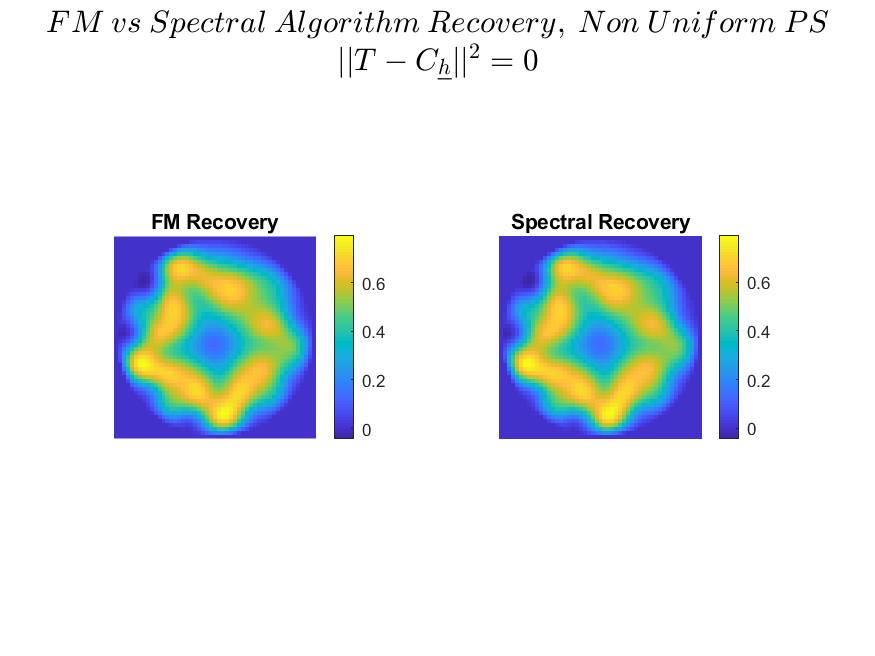 FM vs Spectral Algorithm Recovery, Non Uniform PS
||T − C_h||² = 0
FM Recovery
Spectral Recovery
0.6
0.4
0.2
0
0.6
0.4
0.2
0